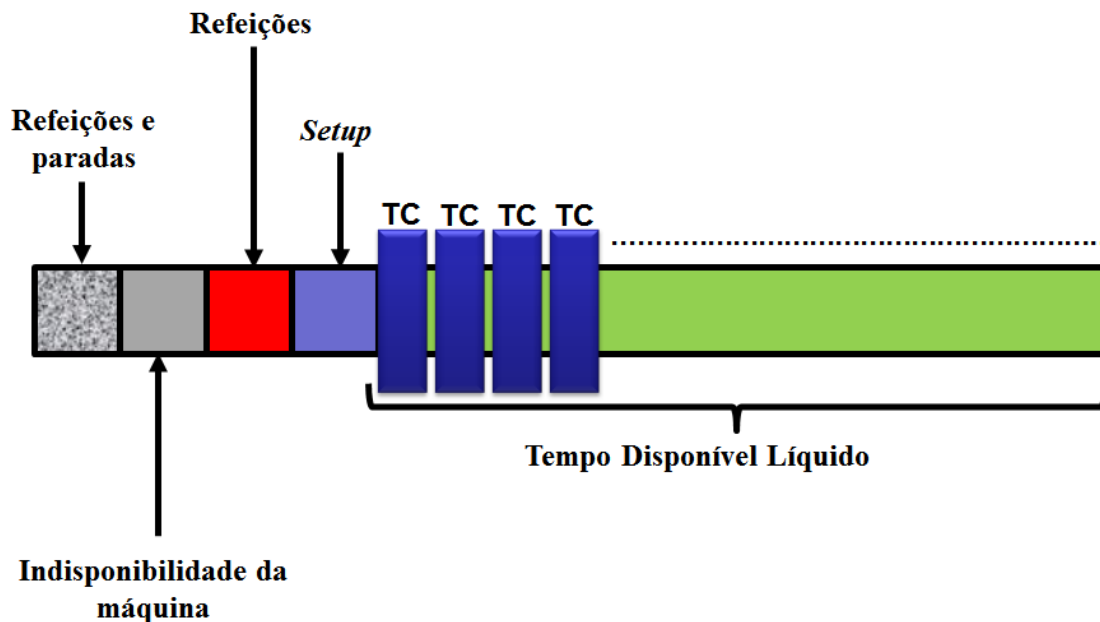 Refeições
Refeições e
paradas
Setup
TC TC TC TC
Tempo Disponível Líquido
Indisponibilidade da
máquina